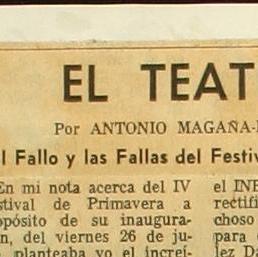 EL TEAT
Por ANTONIO MAGAÑA-
l Fallo y las Fallas del Festiv
En mi nota acerca del IV
stival de Primavera a
opósito de su inaugura-
n, del viernes 26 de ju-
planteaba yo el increí-
el INB
rectifi
choso
para
lez Da